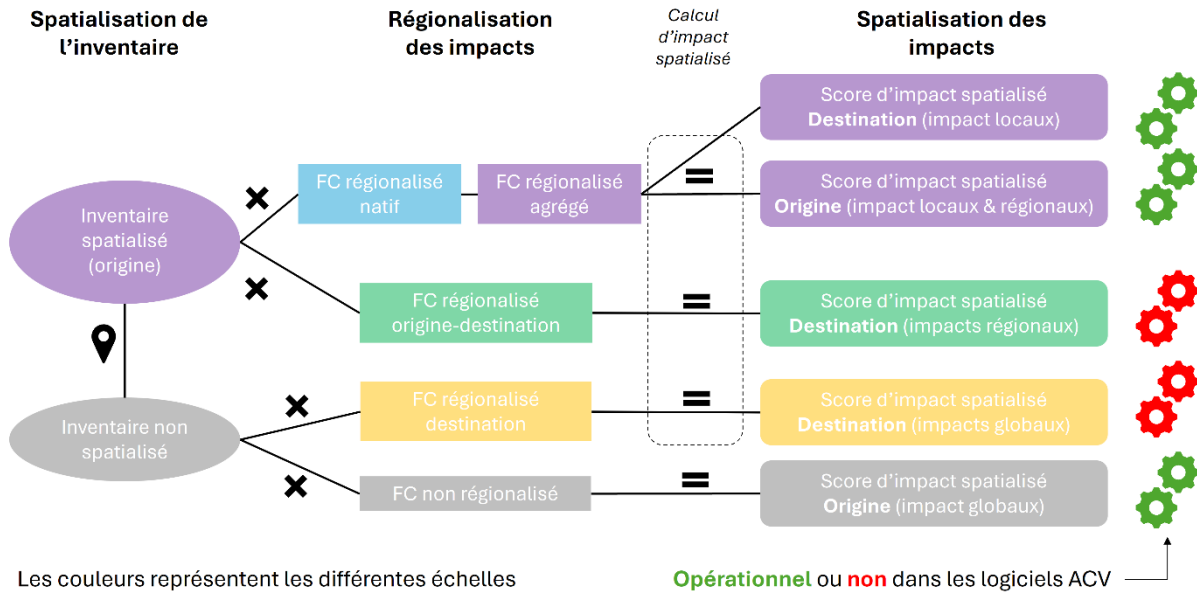 Spatialisation de
l'inventaire
Régionalisation
des impacts
Calcul
d'impact
spatialisé
Spatialisation des
impacts
Inventaire
spatialisé
(origine)
FC régionalisé
natif
FC régionalisé
agrégé
=
Score d'impact spatialisé
Destination (impact locaux)
Score d'impact spatialisé
Origine (impact locaux & régionaux)
FC régionalisé
origine-destination
=
Score d'impact spatialisé
Destination (impacts régionaux)
Inventaire non
spatialisé
FC régionalisé
destination
=
Score d'impact spatialisé
Destination (impacts globaux)
FC non régionalisé
=
Score d'impact spatialisé
Origine (impact globaux)
Les couleurs représentent les différentes échelles
Opérationnel ou non dans les logiciels ACV